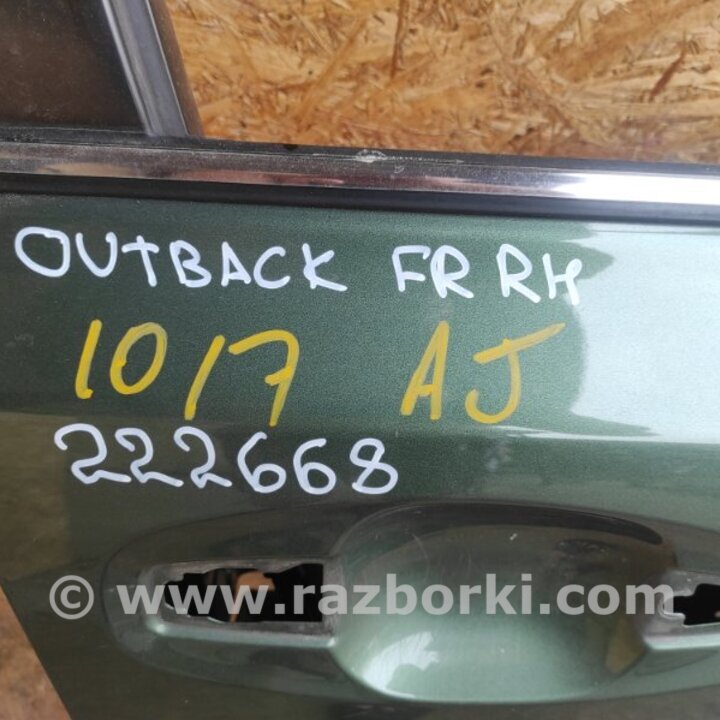 OUTBACK FR RH
10/7 AJ
222668
© www.razborki.com